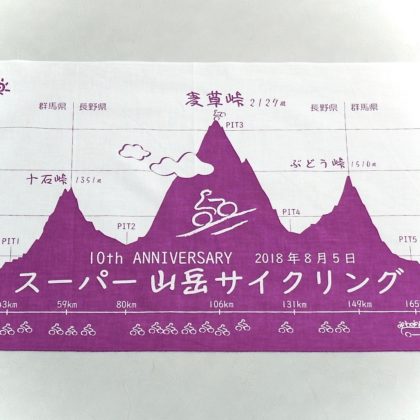 麦草峠 2127m
群馬県 長野県
長野県 群馬県
PIT3
ぶどう峠 1510m
十石峠 1351m
PIT1
PIT2
PIT4
PIT5
10th ANNIVERSARY 2018年8月5日
スーパー山岳サイクリング
59km 80km 106km 131km 149km